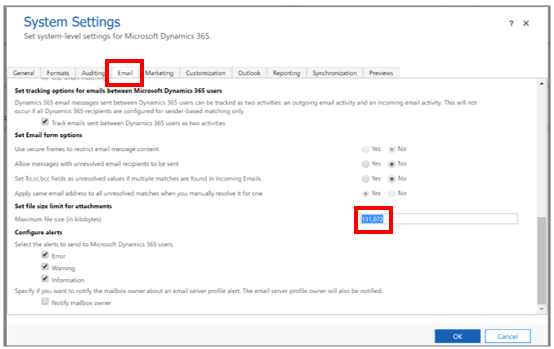 System Settings
? ×
Set system-level settings for Microsoft Dynamics 365.
General Formats Auditing Email Marketing Customization Outlook Reporting Synchronization Previews
Set tracking options for emails between Microsoft Dynamics 365 users
Dynamics 365 email messages sent between Dynamics 365 users can be tracked as two activities: an outgoing email activity and an incoming email activity. This will not
occur if all Dynamics 365 recipients are configured for sender-based matching only.
Track emails sent between Dynamics 365 users as two activities
Set Email form options
Use secure frames to restrict email message content Yes No
Allow messages with unresolved email recipients to be sent Yes No
Set To,cc,bcc fields as unresolved values if multiple matches are found in Incoming Emails. Yes No
Apply same email address to all unresolved matches when you manually resolve it for one Yes No
Set file size limit for attachments
Maximum file size (in kilobytes) 131,072
Configure alerts
Select the alerts to send to Microsoft Dynamics 365 users.
Error
Warning
Information
Specify if you want to notify the mailbox owner about an email server profile alert. The email server profile owner will also be notified.
Notify mailbox owner
OK Cancel